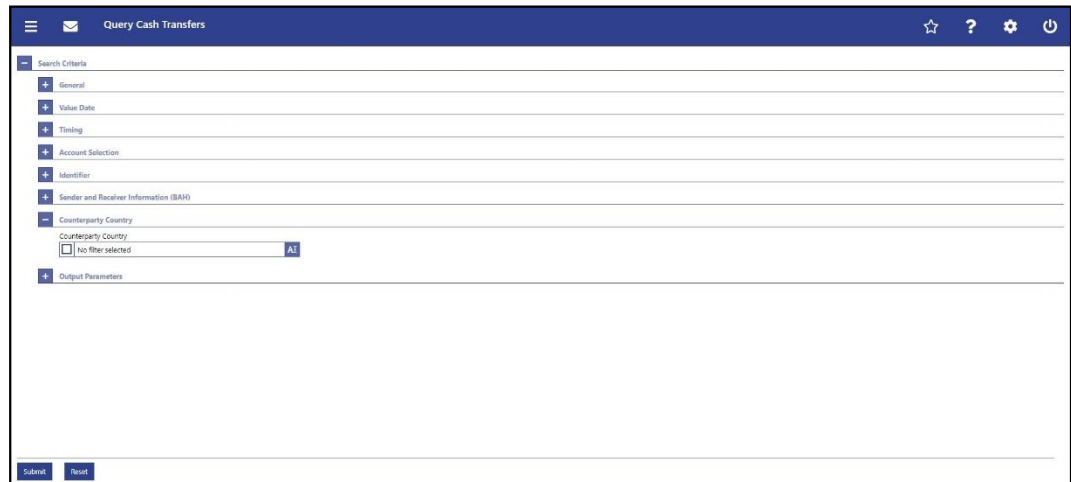 Query Cash Transfers
?
Search Criteria
General
Value Date
Timing
Account Selection
Identifier
Sender and Receiver Information (BAH)
Counterparty Country
Counterparty Country
No filter selected
AI
Output Parameters
Submit Reset